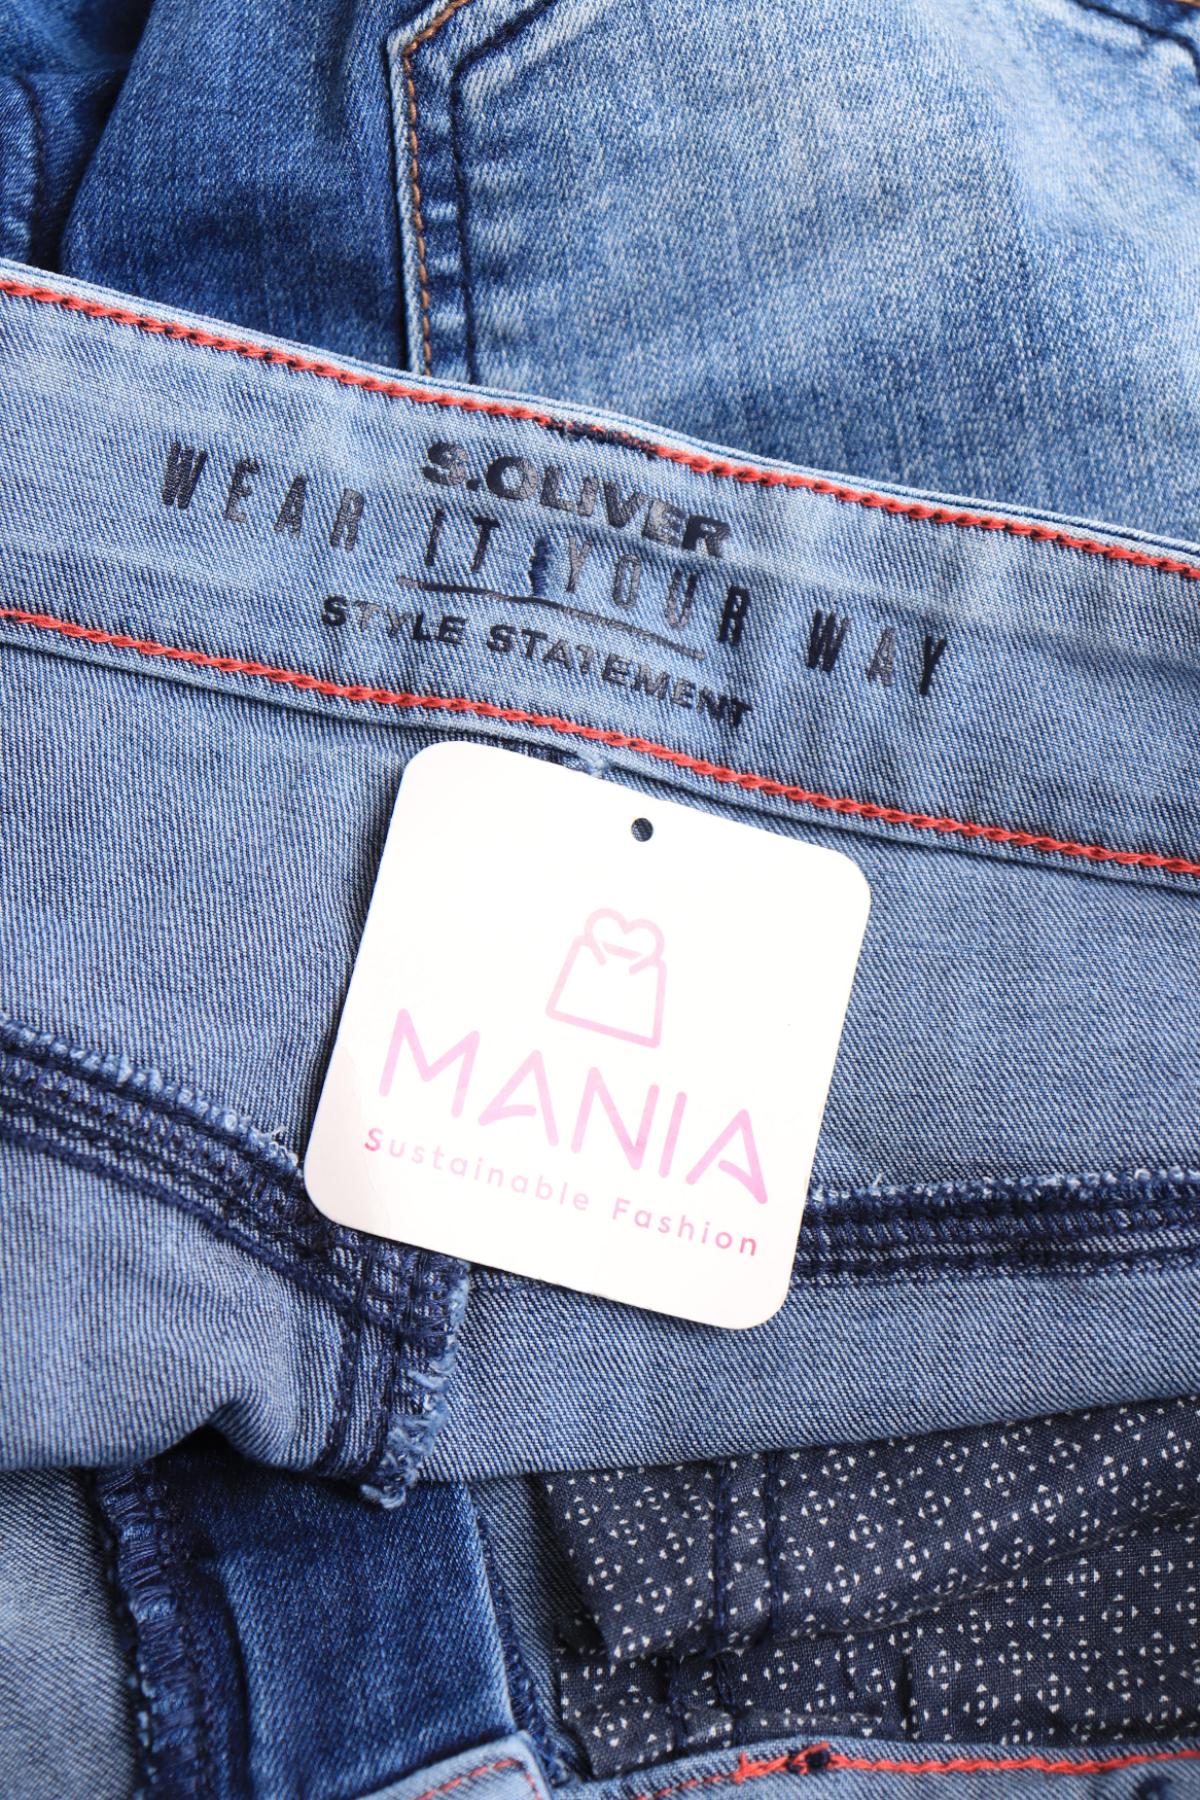 S.OLIVER
WEAR IT YOUR WAY
STYLE STATEMENT
MANIA
Sustainable Fashion